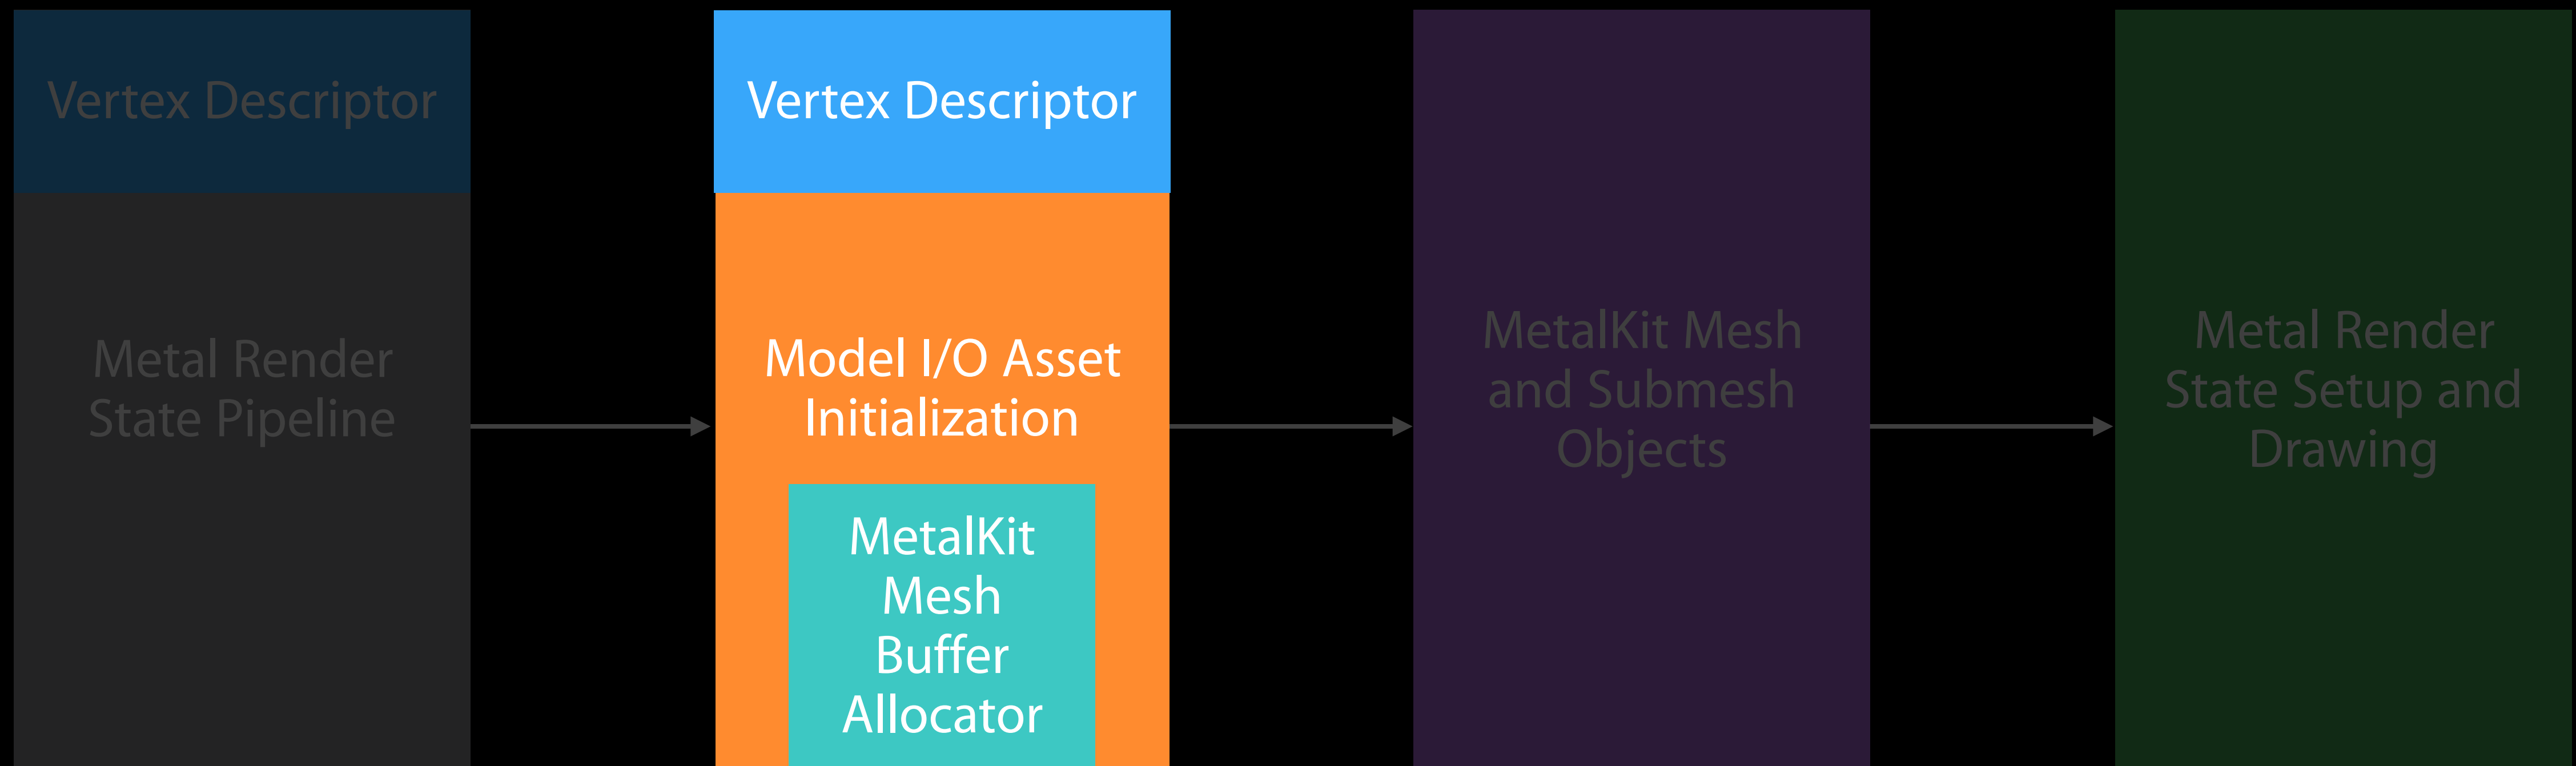 Vertex Descriptor
Metal Render
State Pipeline
Vertex Descriptor
Model I/O Asset
Initialization
MetalKit
Mesh
Buffer
Allocator
MetalKit Mesh
and Submesh
Objects
Metal Render
State Setup and
Drawing